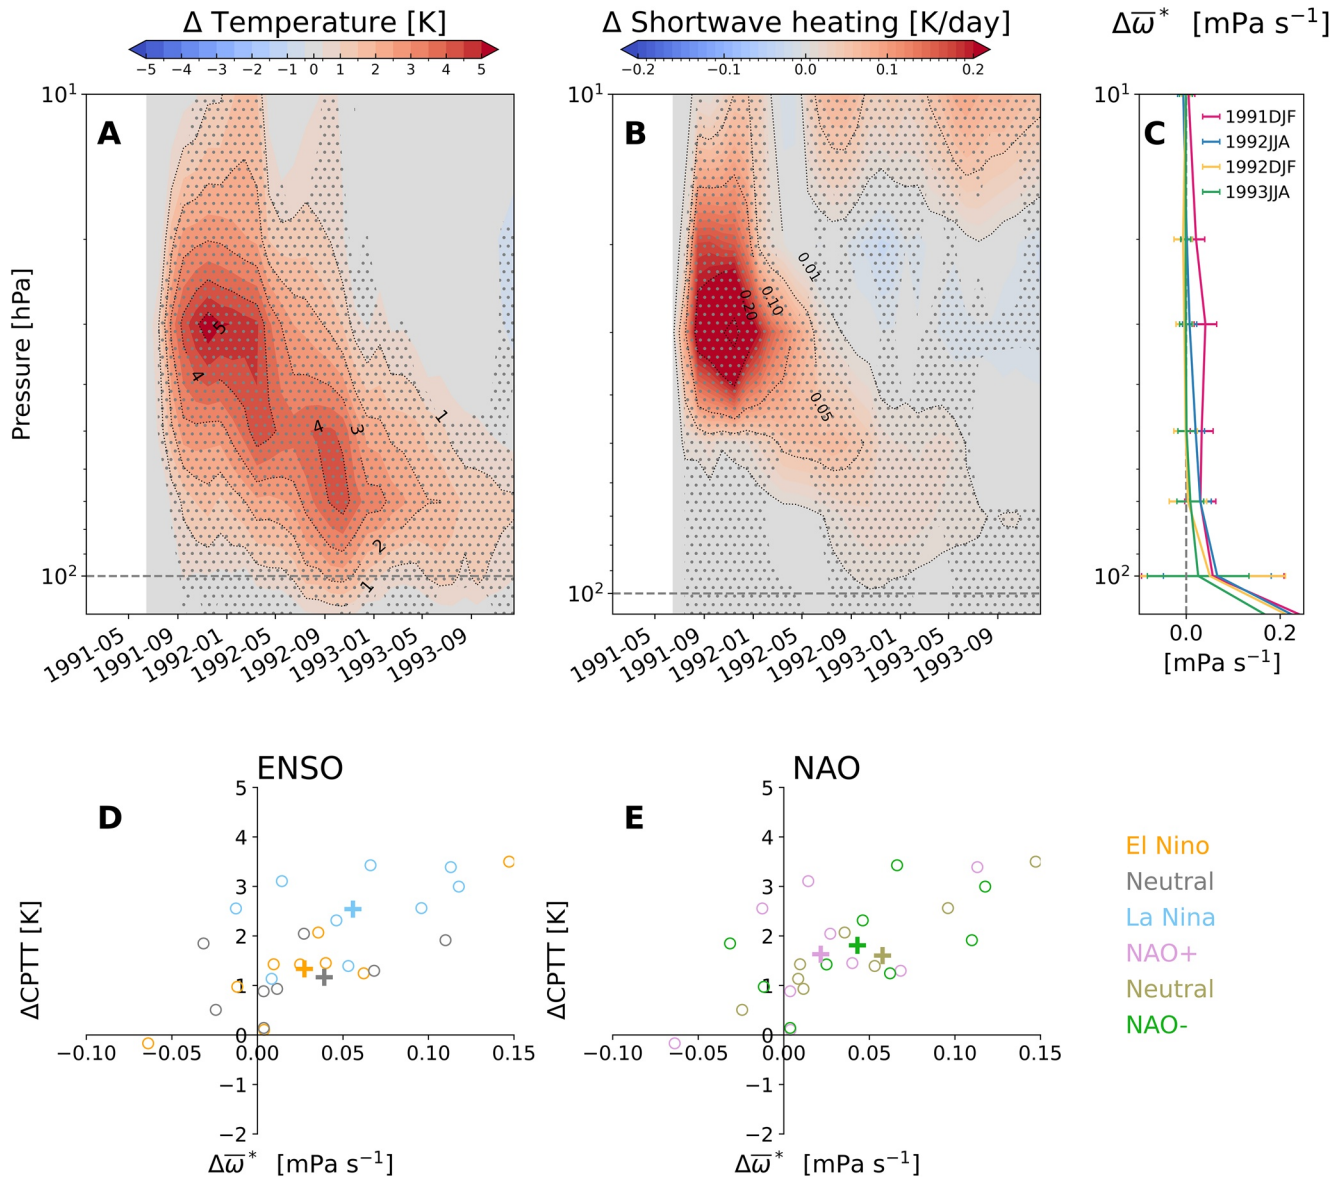 Δ Temperature [K]
−5 −4 −3 −2 −1 0 1 2 3 4 5
Δ Shortwave heating [K/day]
−0.2 −0.1 0.0 0.1 0.2
Δω̅* [mPa s⁻¹]
Pressure [hPa]
10¹
10²
A
5
4
4
3
2
1
1
1991-05
1991-09
1992-01
1992-05
1992-09
1993-01
1993-05
1993-09
10¹
10²
B
0.01
0.10
0.20
0.05
1991-05
1991-09
1992-01
1992-05
1992-09
1993-01
1993-05
1993-09
10¹
10²
C
1991DJF
1992JJA
1992DJF
1993JJA
0.0 0.2
[mPa s⁻¹]
ENSO
D
ΔCPTT [K]
5
4
3
2
1
0
−1
−2
−0.10 −0.05 0.00 0.05 0.10 0.15
Δω̅* [mPa s⁻¹]
NAO
E
ΔCPTT [K]
5
4
3
2
1
0
−1
−2
−0.10 −0.05 0.00 0.05 0.10 0.15
Δω̅* [mPa s⁻¹]
El Nino
Neutral
La Nina
NAO+
Neutral
NAO-